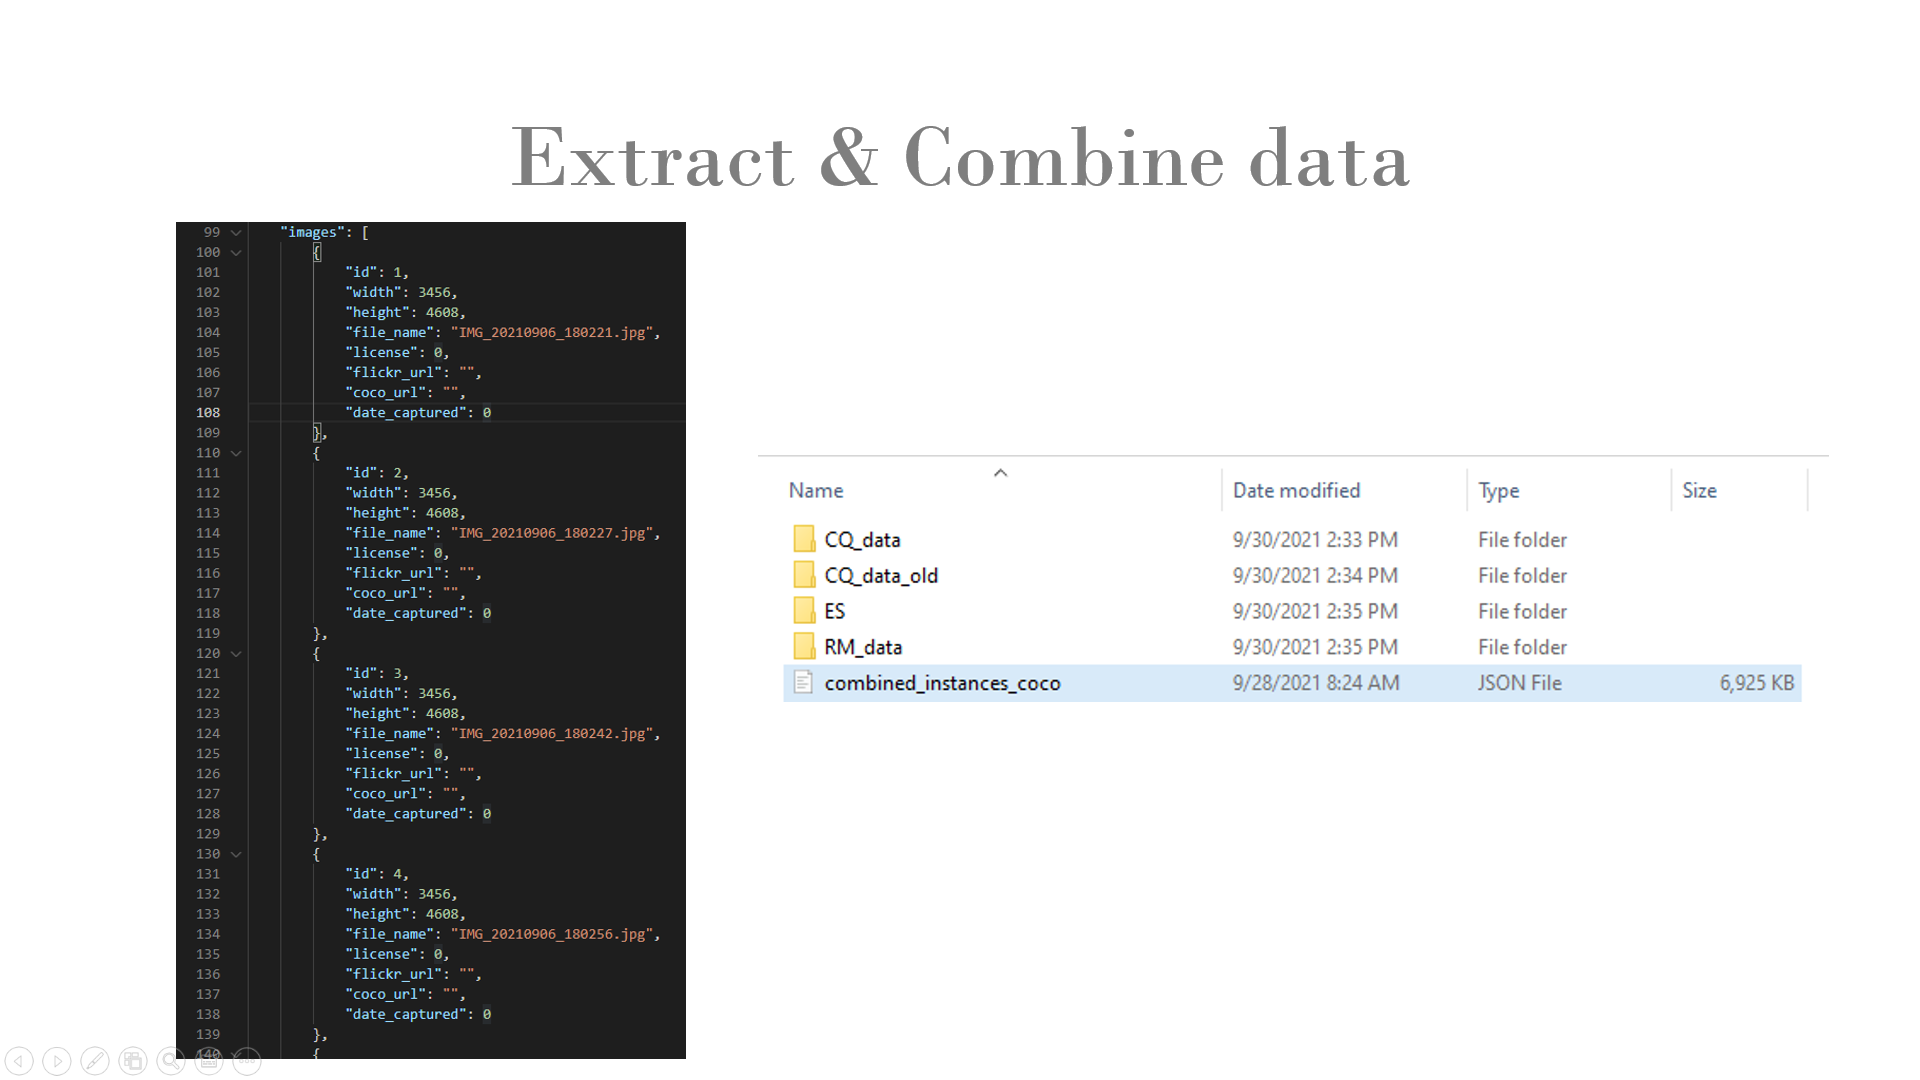 Extract & Combine data
99 "images": [
100 {
101 "id": 1,
102 "width": 3456,
103 "height": 4608,
104 "file_name": "IMG_20210906_180221.jpg",
105 "license": 0,
106 "flickr_url": "",
107 "coco_url": "",
108 "date_captured": 0
109 },
110 {
111 "id": 2,
112 "width": 3456,
113 "height": 4608,
114 "file_name": "IMG_20210906_180227.jpg",
115 "license": 0,
116 "flickr_url": "",
117 "coco_url": "",
118 "date_captured": 0
119 },
120 {
121 "id": 3,
122 "width": 3456,
123 "height": 4608,
124 "file_name": "IMG_20210906_180242.jpg",
125 "license": 0,
126 "flickr_url": "",
127 "coco_url": "",
128 "date_captured": 0
129 },
130 {
131 "id": 4,
132 "width": 3456,
133 "height": 4608,
134 "file_name": "IMG_20210906_180256.jpg",
135 "license": 0,
136 "flickr_url": "",
137 "coco_url": "",
138 "date_captured": 0
139 },
140 {
Name Date modified Type Size
CQ_data 9/30/2021 2:33 PM File folder
CQ_data_old 9/30/2021 2:34 PM File folder
ES 9/30/2021 2:35 PM File folder
RM_data 9/30/2021 2:35 PM File folder
combined_instances_coco 9/28/2021 8:24 AM JSON File 6,925 KB